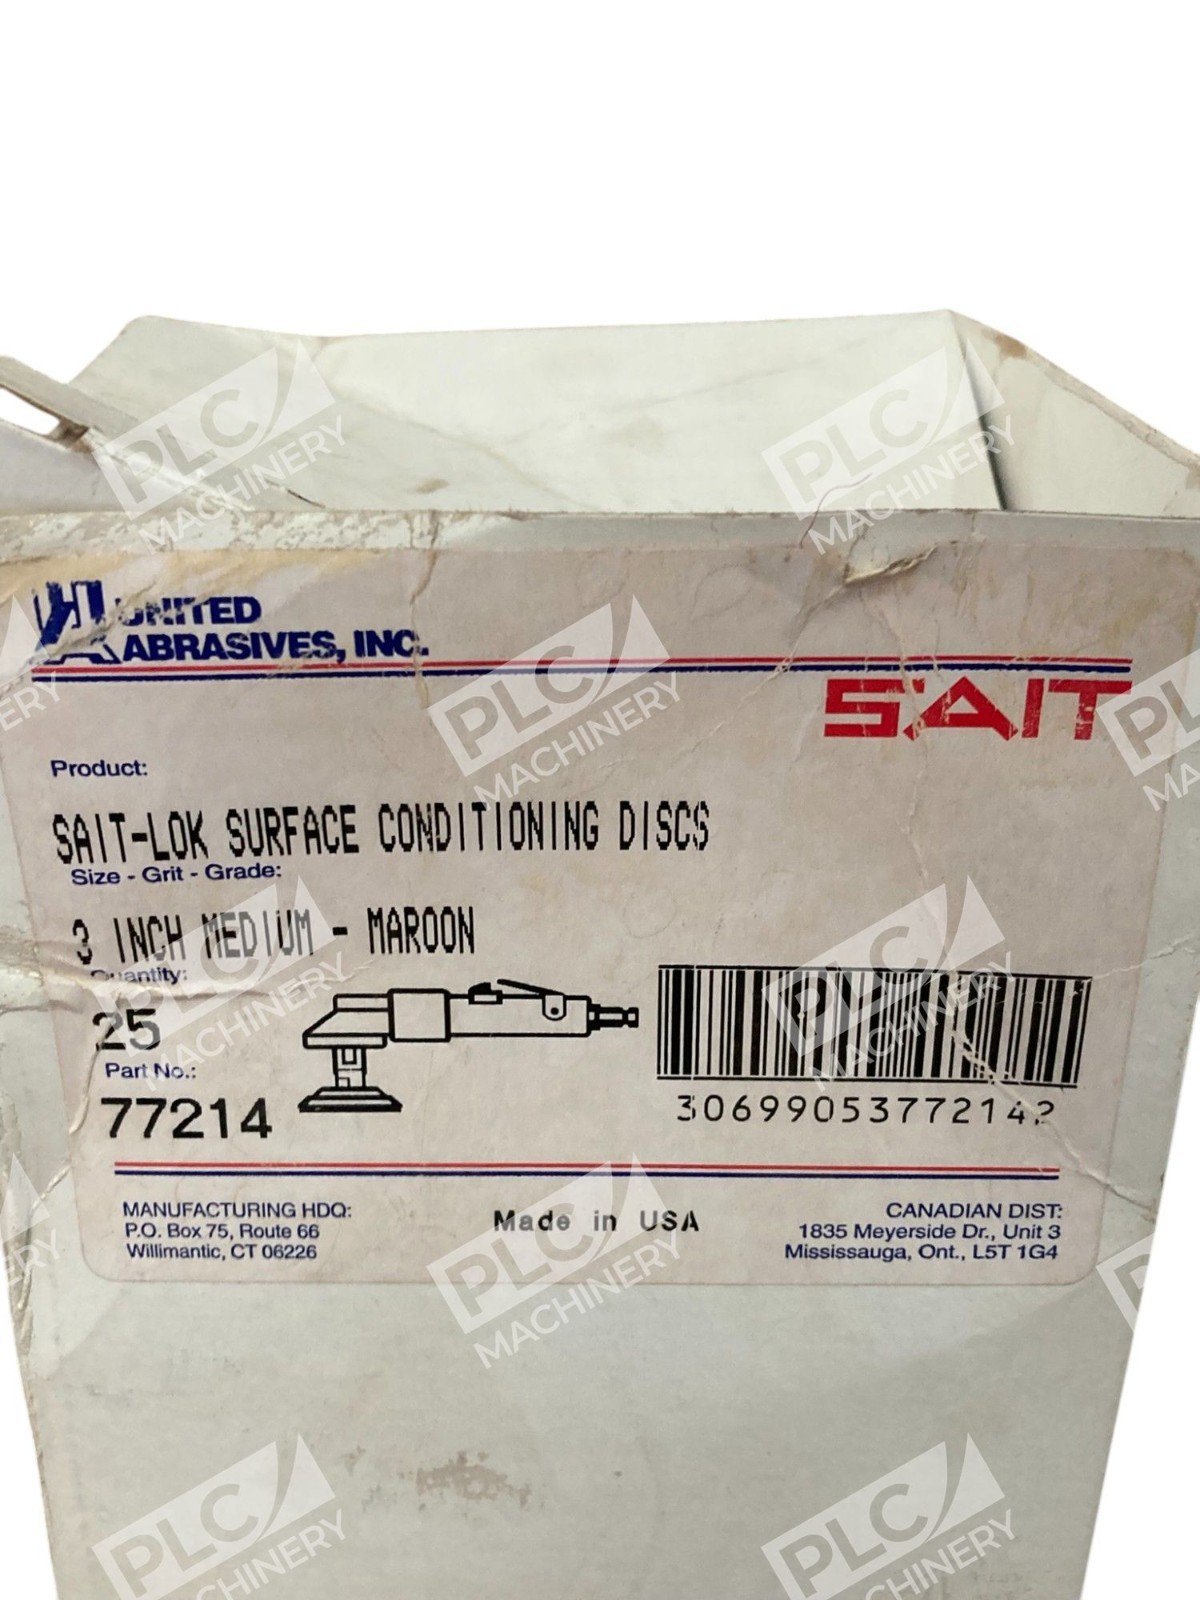 UNITED
ABRASIVES, INC.
SAIT
Product:
SAIT-LOK SURFACE CONDITIONING DISCS
Size - Grit - Grade:
3 INCH MEDIUM - MAROON
Quantity:
25
Part No.:
77214
30699053772142
MANUFACTURING HDQ:
P.O. Box 75, Route 66
Willimantic, CT 06226
Made in USA
CANADIAN DIST:
1835 Meyerside Dr., Unit 3
Mississauga, Ont., L5T 1G4
PLC MACHINERY